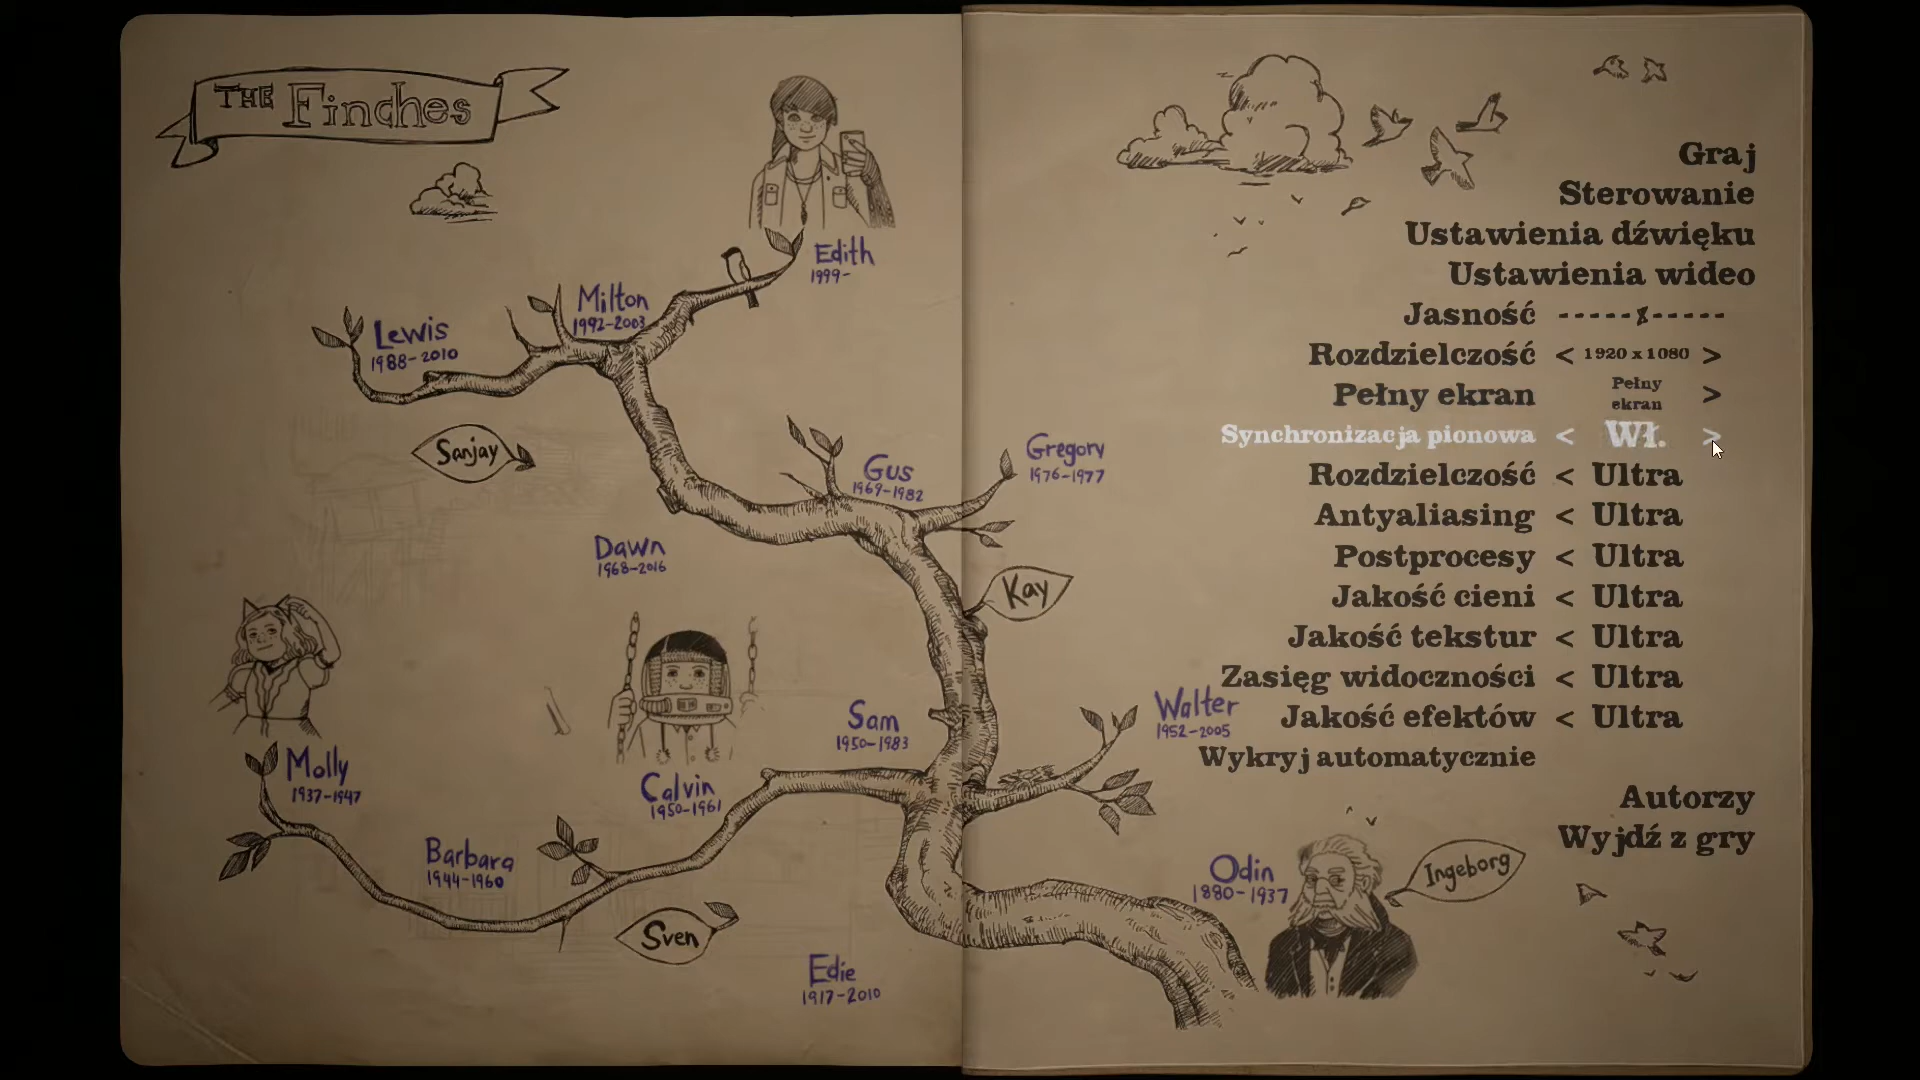 THE Finches
Edith
1999-
Milton
1992-2003
Lewis
1988-2010
Sanjay
Gus
1969-1982
Gregory
1976-1977
Dawn
1968-2016
Kay
Sam
1950-1983
Walter
1952-2005
Molly
1937-1947
Calvin
1950-1961
Barbara
1944-1960
Sven
Edie
1917-2010
Odin
1880-1937
Ingeborg
Graj
Sterowanie
Ustawienia dźwięku
Ustawienia wideo
Jasność
Rozdzielczość < 1920 x 1080 >
Pełny ekran Pełny ekran >
Synchronizacja pionowa < Wł. >
Rozdzielczość < Ultra
Antyaliasing < Ultra
Postprocesy < Ultra
Jakość cieni < Ultra
Jakość tekstur < Ultra
Zasięg widoczności < Ultra
Jakość efektów < Ultra
Wykryj automatycznie
Autorzy
Wyjdź z gry